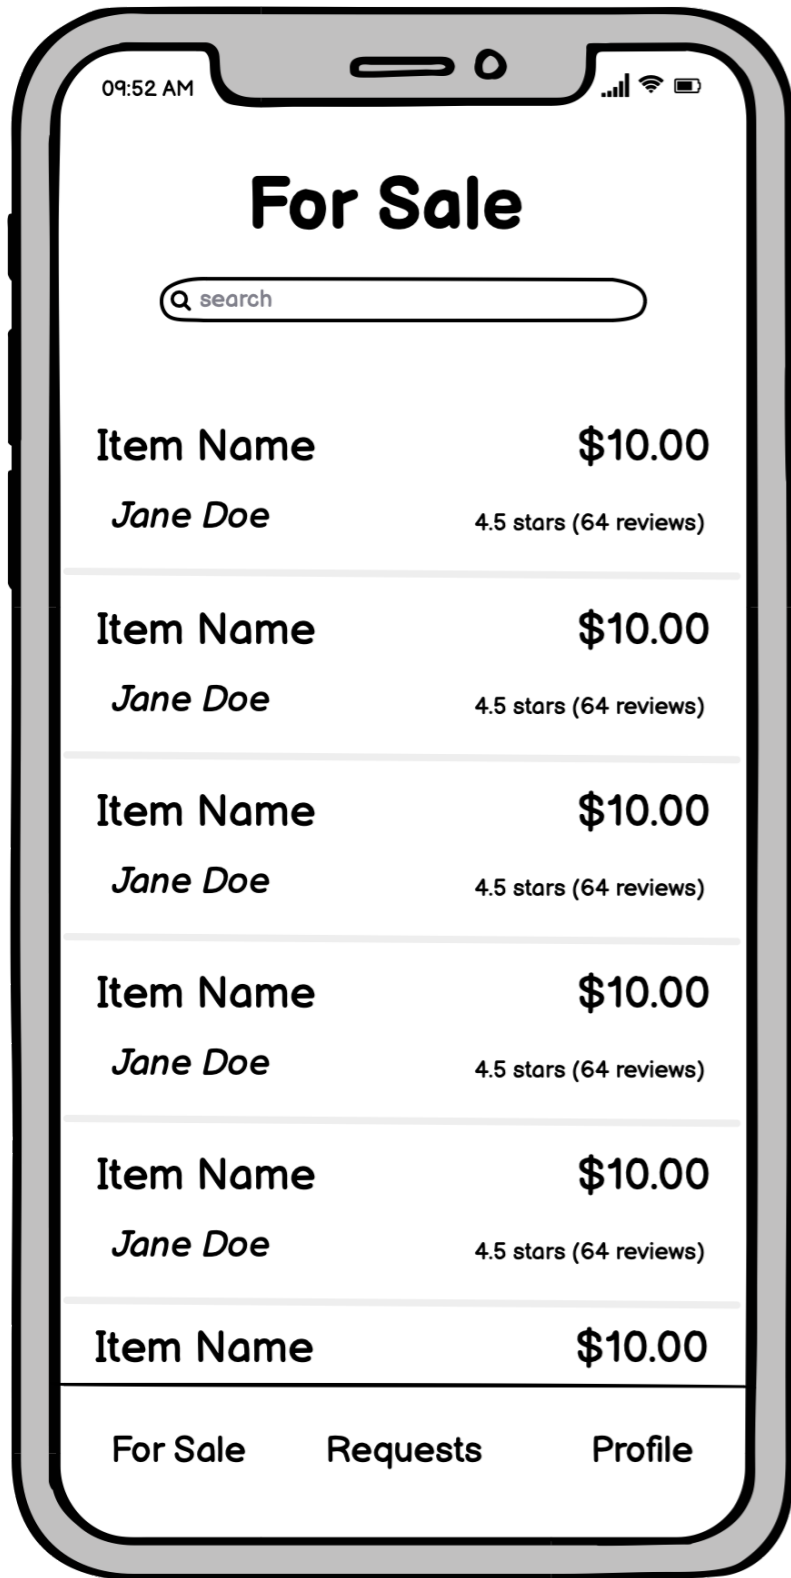 09:52 AM
For Sale
search
Item Name $10.00
Jane Doe 4.5 stars (64 reviews)
Item Name $10.00
Jane Doe 4.5 stars (64 reviews)
Item Name $10.00
Jane Doe 4.5 stars (64 reviews)
Item Name $10.00
Jane Doe 4.5 stars (64 reviews)
Item Name $10.00
Jane Doe 4.5 stars (64 reviews)
Item Name $10.00
For Sale Requests Profile